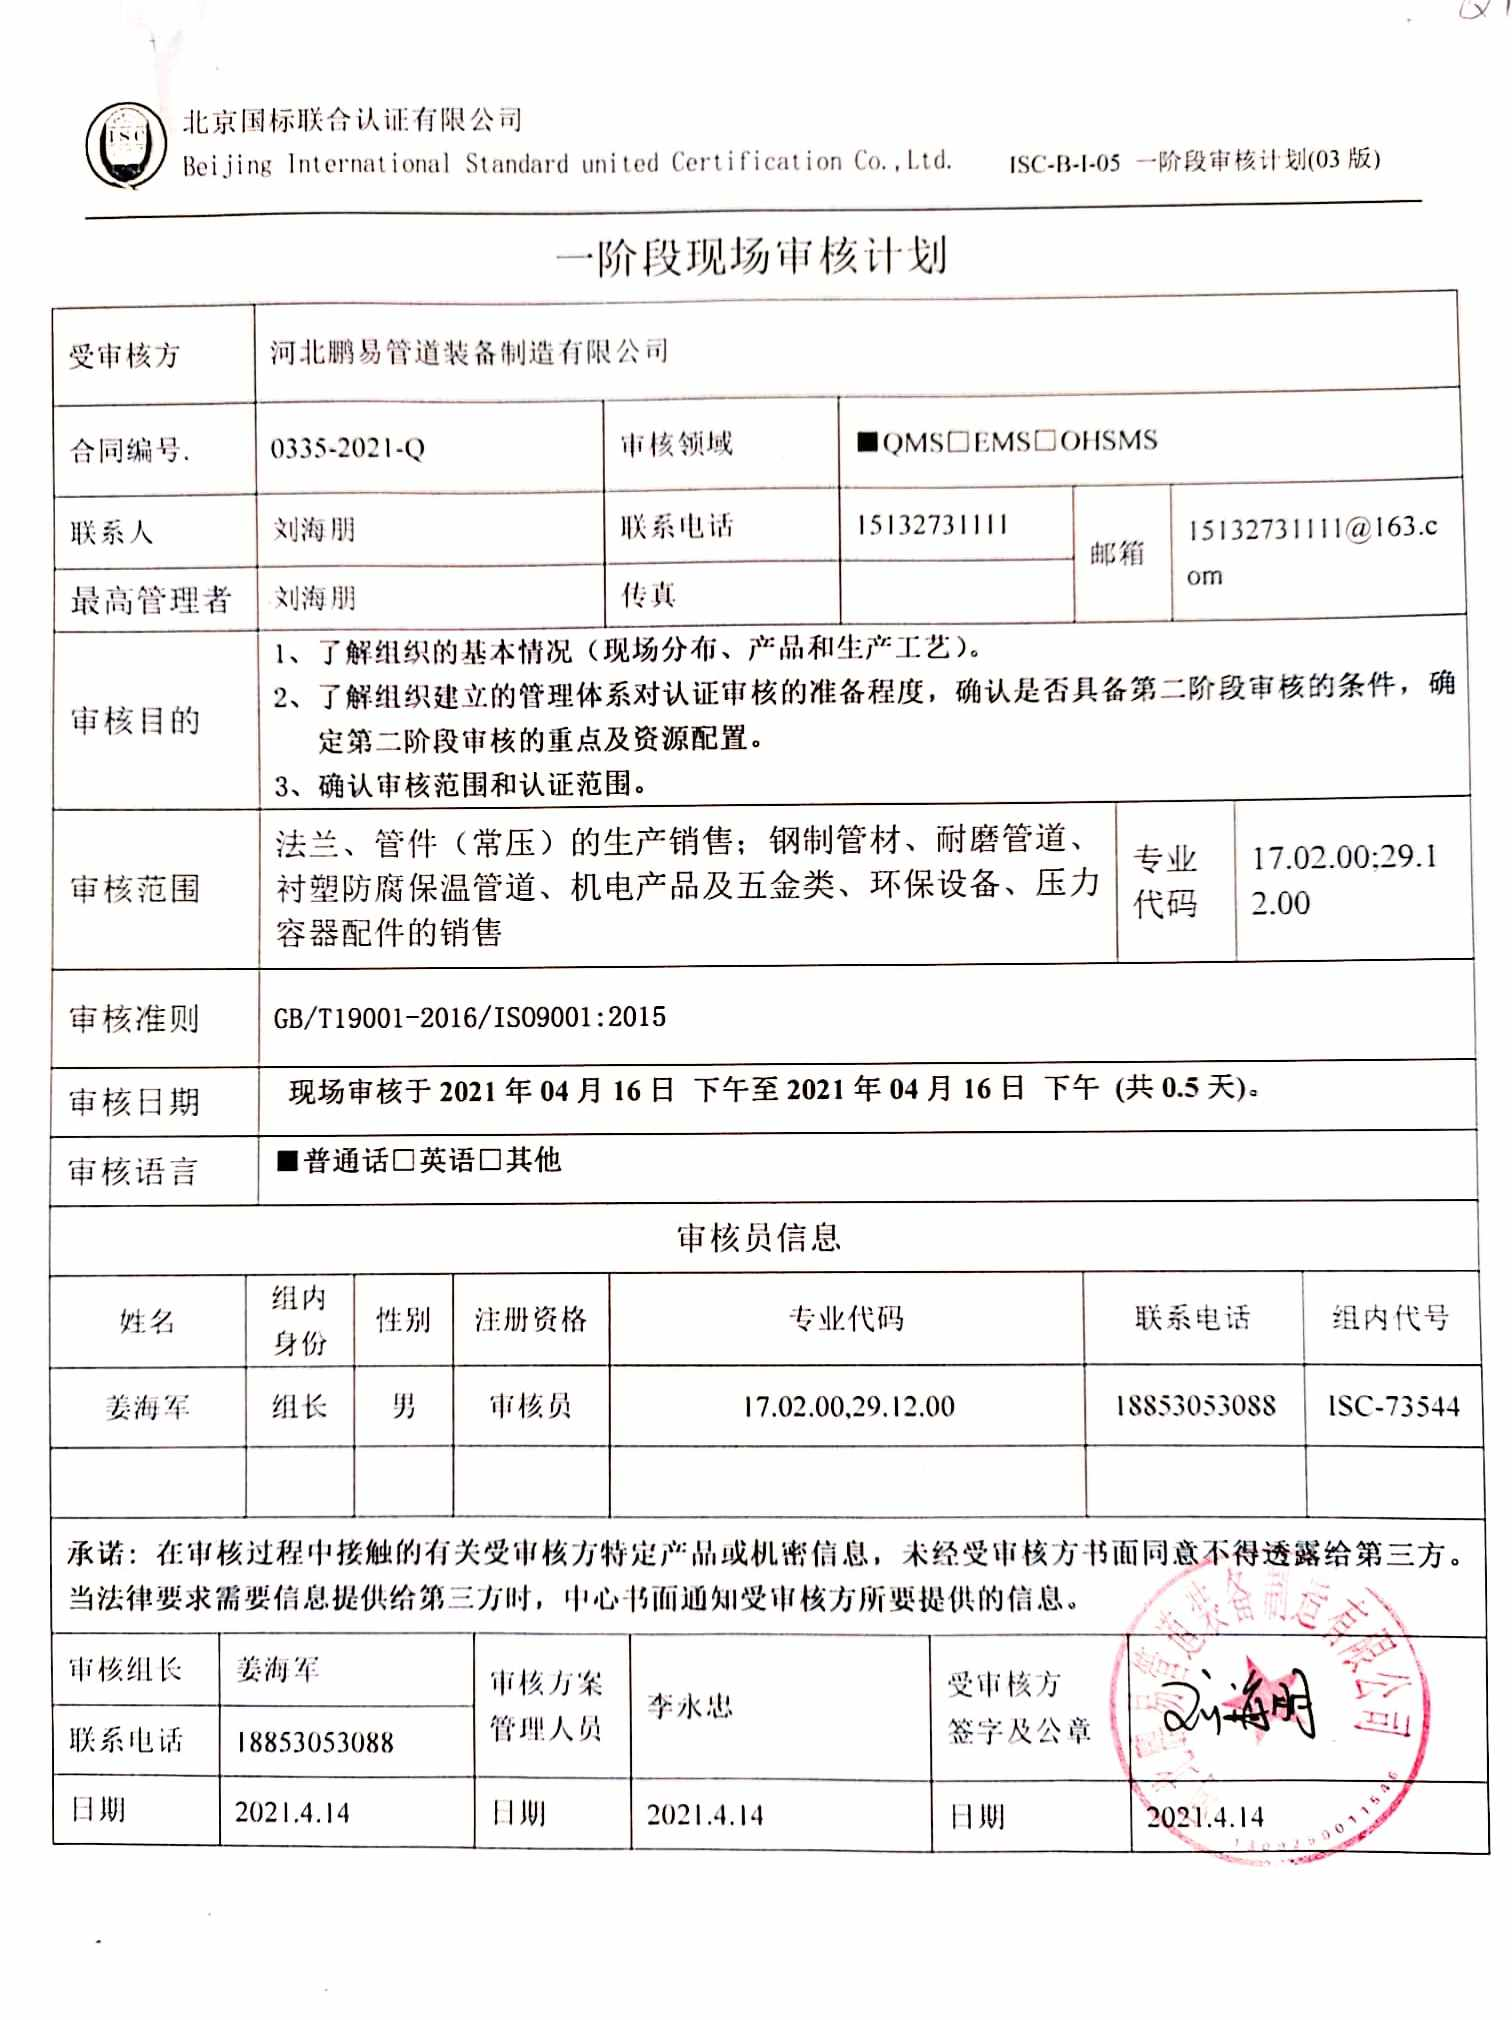 北京国标联合认证有限公司
Beijing International Standard united Certification Co.,Ltd. ISC-B-I-05 一阶段审核计划(03 版)
一阶段现场审核计划
受审核方 河北鹏易管道装备制造有限公司
合同编号. 0335-2021-Q 审核领域 ■QMS□EMS□OHSMS
联系人 刘海朋 联系电话 15132731111 邮箱 15132731111@163.c
om
最高管理者 刘海朋 传真
审核目的
1、了解组织的基本情况（现场分布、产品和生产工艺）。
2、了解组织建立的管理体系对认证审核的准备程度，确认是否具备第二阶段审核的条件，确
定第二阶段审核的重点及资源配置。
3、确认审核范围和认证范围。
审核范围
法兰、管件（常压）的生产销售；钢制管材、耐磨管道、
衬塑防腐保温管道、机电产品及五金类、环保设备、压力
容器配件的销售
专业
代码
17.02.00;29.1
2.00
审核准则 GB/T19001-2016/ISO9001:2015
审核日期 现场审核于 2021 年 04 月 16 日 下午至 2021 年 04 月 16 日 下午 (共 0.5 天)。
审核语言 ■普通话□英语□其他
审核员信息
姓名 组内
身份 性别 注册资格 专业代码 联系电话 组内代号
姜海军 组长 男 审核员 17.02.00,29.12.00 18853053088 ISC-73544
承诺：在审核过程中接触的有关受审核方特定产品或机密信息，未经受审核方书面同意不得透露给第三方。
当法律要求需要信息提供给第三方时，中心书面通知受审核方所要提供的信息。
审核组长 姜海军
审核方案
管理人员
李永忠
受审核方
签字及公章
刘海朋
联系电话 18853053088
日期 2021.4.14 日期 2021.4.14 日期 2021.4.14
管道装备制造有限公司